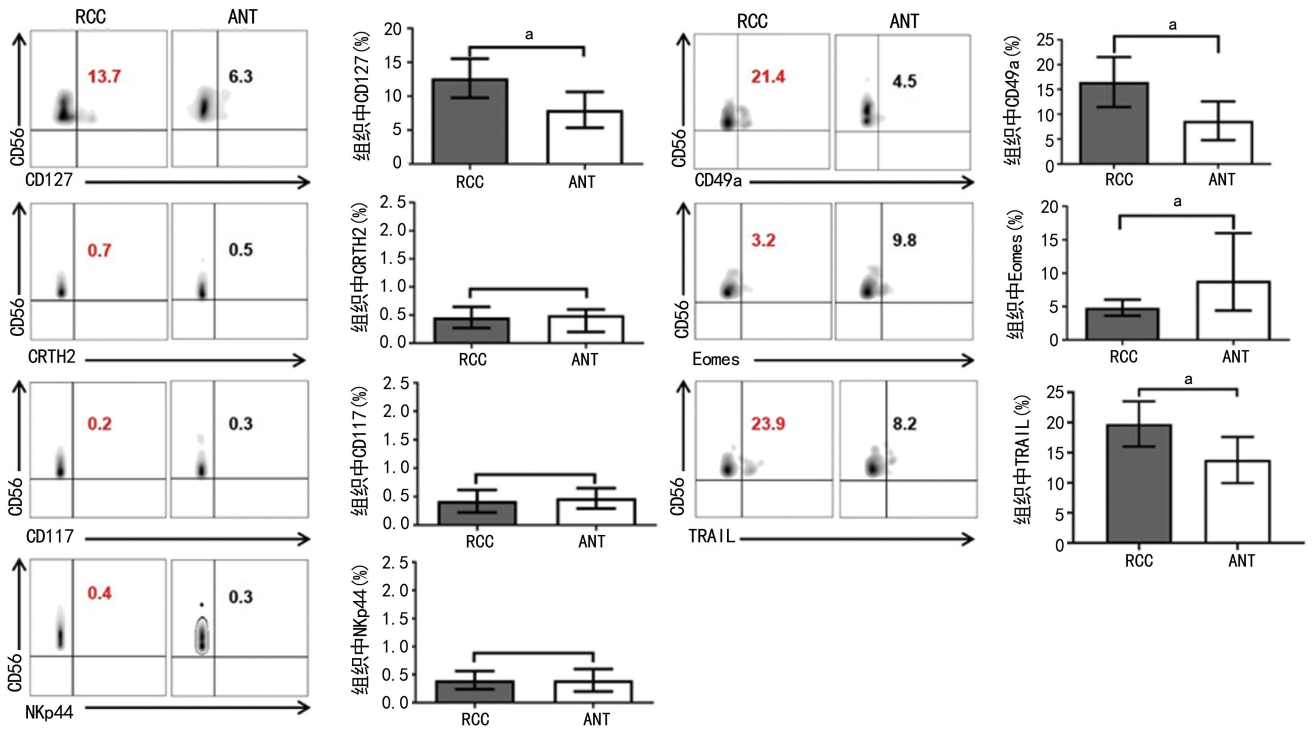 RCC ANT
13.7 6.3
CD56
CD127
组织中CD127(%)
20
15
10
5
0
a
RCC ANT
RCC ANT
21.4 4.5
CD56
CD49a
组织中CD49a(%)
25
20
15
10
5
0
a
RCC ANT
0.7 0.5
CD56
CRTH2
组织中CRTH2(%)
2.5
2.0
1.5
1.0
0.5
0.0
RCC ANT
3.2 9.8
CD56
Eomes
组织中Eomes(%)
20
15
10
5
0
a
RCC ANT
0.2 0.3
CD56
CD117
组织中CD117(%)
2.5
2.0
1.5
1.0
0.5
0.0
RCC ANT
23.9 8.2
CD56
TRAIL
组织中TRAIL(%)
25
20
15
10
5
0
a
RCC ANT
0.4 0.3
CD56
NKp44
组织中NKp44(%)
2.5
2.0
1.5
1.0
0.5
0.0
RCC ANT